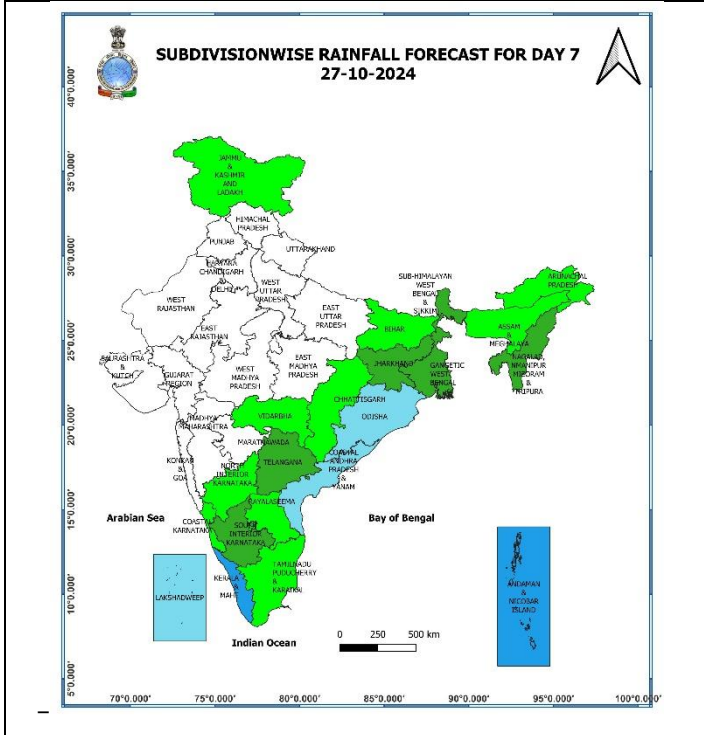 SUBDIVISIONWISE RAINFALL FORECAST FOR DAY 7
27-10-2024
40°0.000'
35°0.000'
30°0.000'
25°0.000'
20°0.000'
15°0.000'
10°0.000'
5°0.000'
JAMMU
&
KASHMIR
AND
LADAKH
HIMACHAL
PRADESH
PUNJAB
UTTARAKHAND
CHANDIGARH
&
DELHI
WEST
UTTAR
PRADESH
EAST
UTTAR
PRADESH
WEST
RAJASTHAN
EAST
RAJASTHAN
SUB-HIMALAYAN
WEST
BENGAL
&
SIKKIM
ARUNACHAL
PRADESH
ASSAM
&
MEGHALAYA
NAGALAND
MANIPUR
MIZORAM
&
TRIPURA
BIHAR
JHARKHAND
GANGETIC
WEST
BENGAL
SAURASHTRA
&
KUTCH
GUJARAT
REGION
WEST
MADHYA
PRADESH
EAST
MADHYA
PRADESH
CHHATTISGARH
ODISHA
VIDARBHA
MADHYA
MAHARASHTRA
MARATHAWADA
KONKAN
&
GOA
TELANGANA
COASTAL
ANDHRA
PRADESH
&
YANAM
NORTH
INTERIOR
KARNATAKA
RAYALASEEMA
COASTAL
KARNATAKA
SOUTH
INTERIOR
KARNATAKA
Arabian Sea
Bay of Bengal
LAKSHADWEEP
KERALA
&
MAHE
TAMILNADU
PUDUCHERRY
&
KARAIKAL
ANDAMAN
&
NICOBAR
ISLAND
Indian Ocean
0 250 500 km
70°0.000' 75°0.000' 80°0.000' 85°0.000' 90°0.000' 95°0.000' 100°0.000'